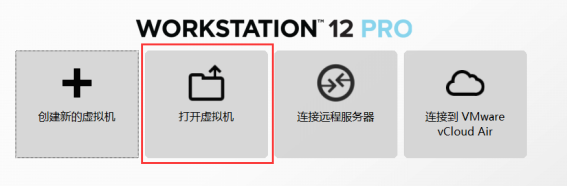 WORKSTATION™ 12 PRO
创建新的虚拟机
打开虚拟机
连接远程服务器
连接到 VMware
vCloud Air